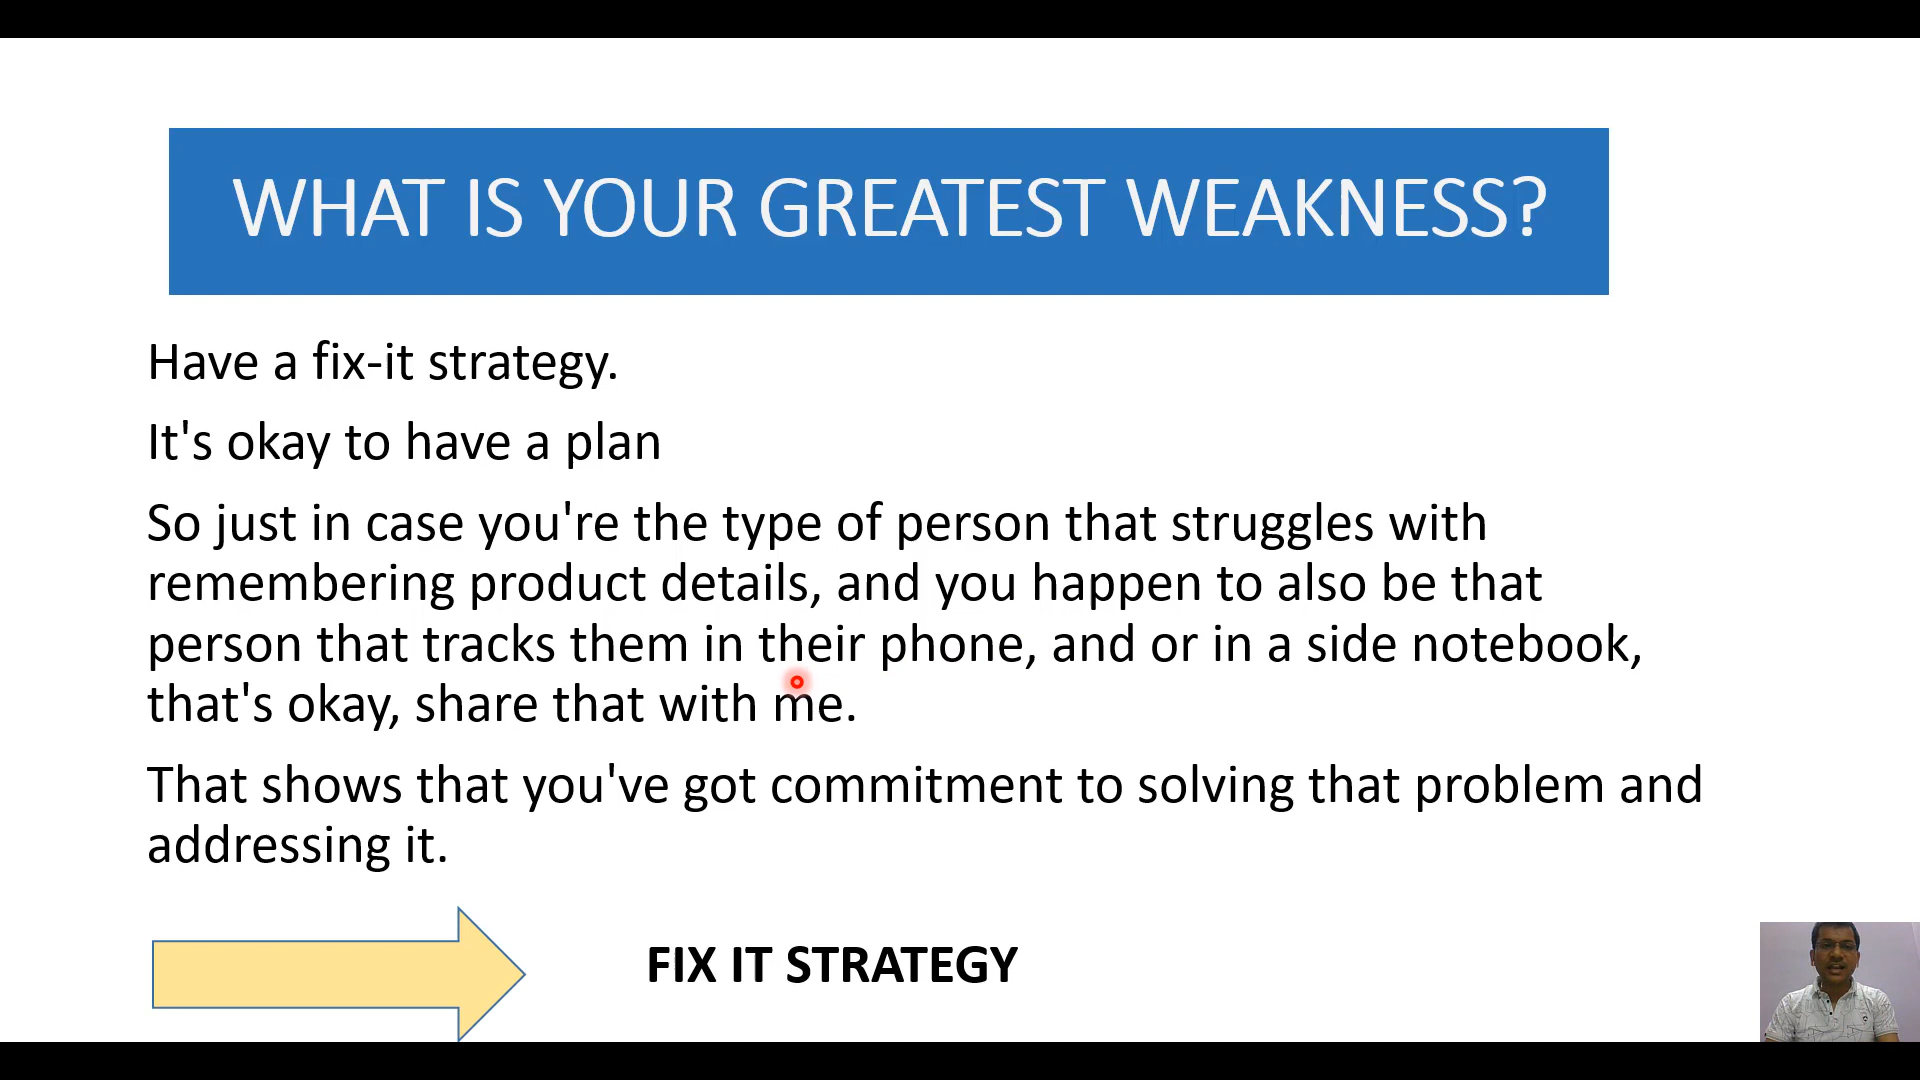 WHAT IS YOUR GREATEST WEAKNESS?
Have a fix-it strategy.
It's okay to have a plan
So just in case you're the type of person that struggles with
remembering product details, and you happen to also be that
person that tracks them in their phone, and or in a side notebook,
that's okay, share that with me.
That shows that you've got commitment to solving that problem and
addressing it.
FIX IT STRATEGY